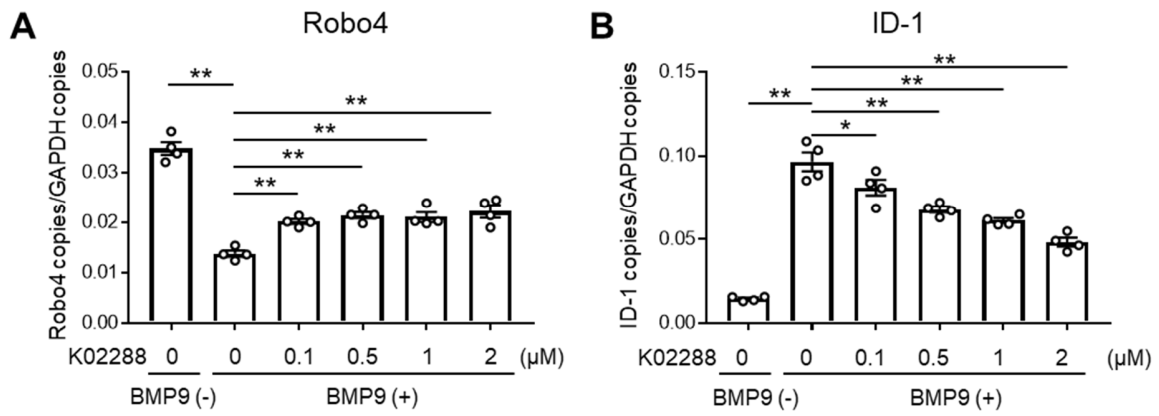 A
Robo4
Robo4 copies/GAPDH copies
0.05
0.04
0.03
0.02
0.01
0.00
**
**
**
**
**
K02288 0 0 0.1 0.5 1 2 (μM)
BMP9 (-) BMP9 (+)
B
ID-1
ID-1 copies/GAPDH copies
0.15
0.10
0.05
0.00
**
**
**
**
*
K02288 0 0 0.1 0.5 1 2 (μM)
BMP9 (-) BMP9 (+)